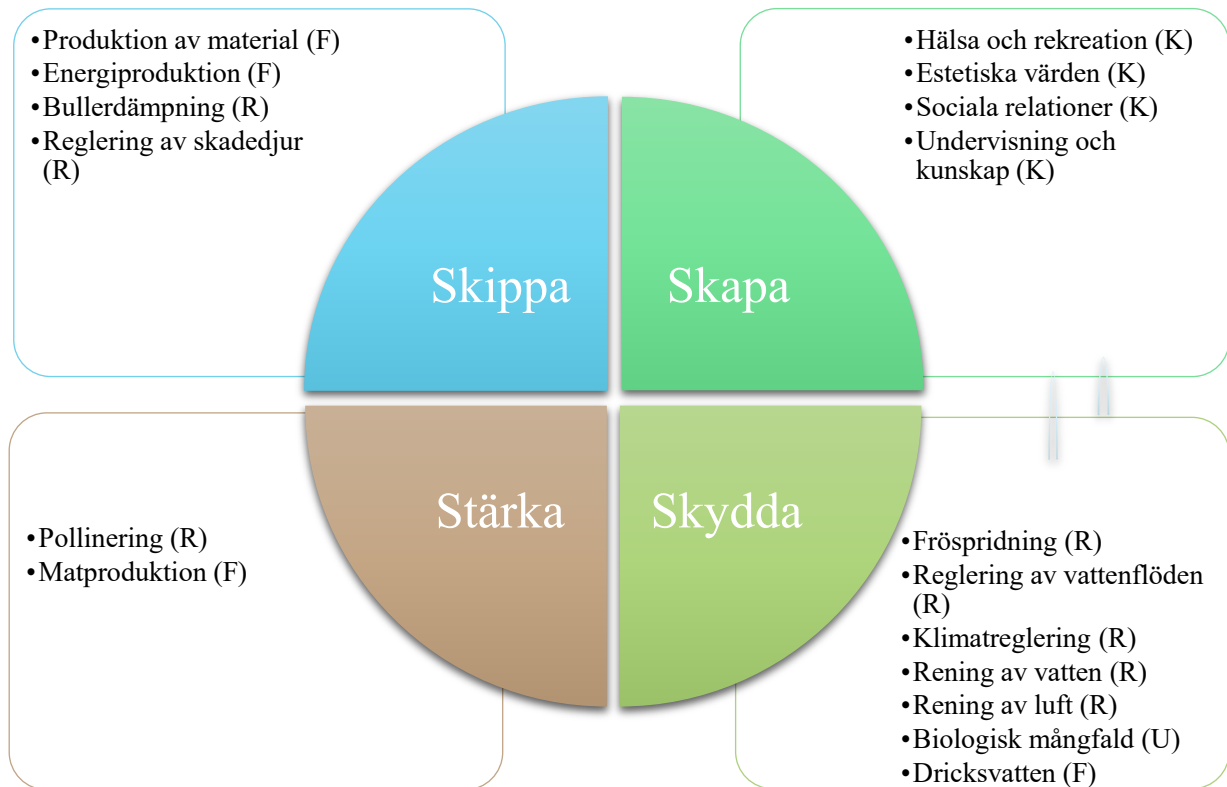 •Produktion av material (F)
•Energiproduktion (F)
•Bullerdämpning (R)
•Reglering av skadedjur
(R)
•Hälsa och rekreation (K)
•Estetiska värden (K)
•Sociala relationer (K)
•Undervisning och
kunskap (K)
Skippa
Skapa
Stärka
Skydda
•Pollinering (R)
•Matproduktion (F)
•Fröspridning (R)
•Reglering av vattenflöden
(R)
•Klimatreglering (R)
•Rening av vatten (R)
•Rening av luft (R)
•Biologisk mångfald (U)
•Dricksvatten (F)